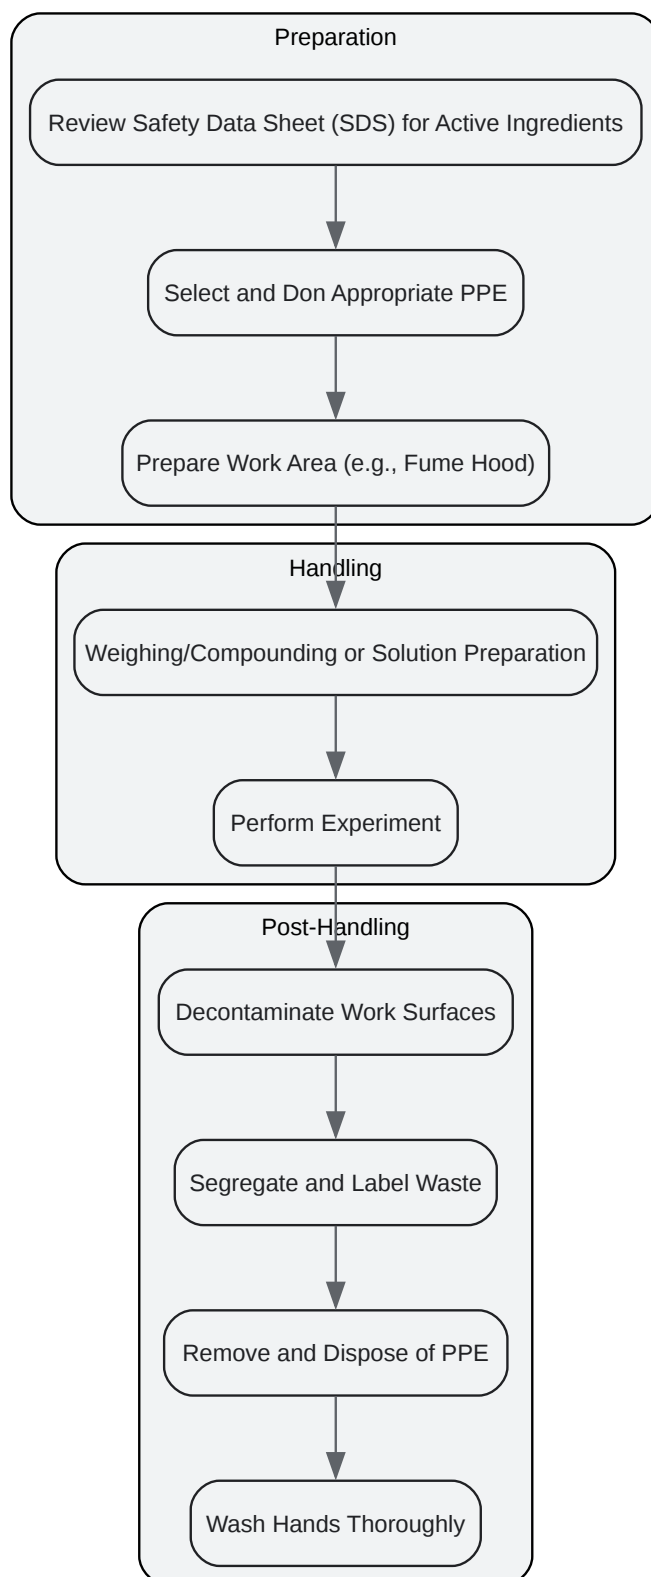 Preparation
Review Safety Data Sheet (SDS) for Active Ingredients
Select and Don Appropriate PPE
Prepare Work Area (e.g., Fume Hood)
Handling
Weighing/Compounding or Solution Preparation
Perform Experiment
Post-Handling
Decontaminate Work Surfaces
Segregate and Label Waste
Remove and Dispose of PPE
Wash Hands Thoroughly